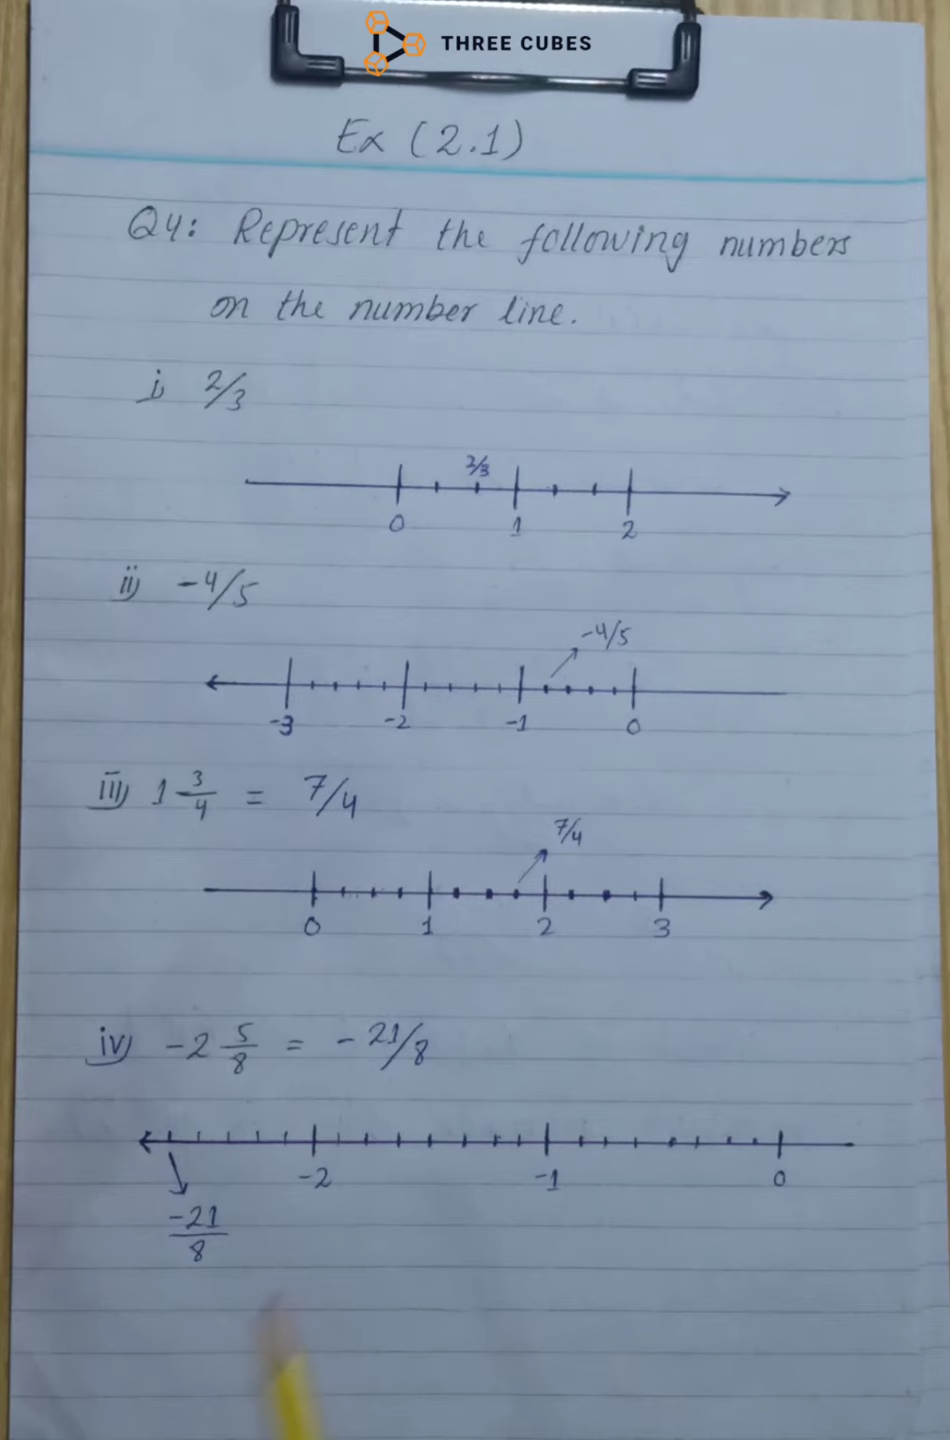 THREE CUBES
Ex (2.1)
Q4: Represent the following numbers
on the number line.
i) 2/3
2/3
0 1 2
ii) -4/5
-4/5
-3 -2 -1 0
iii) 1 3/4 = 7/4
7/4
0 1 2 3
iv) -2 5/8 = -21/8
-2 -1 0
-21
8